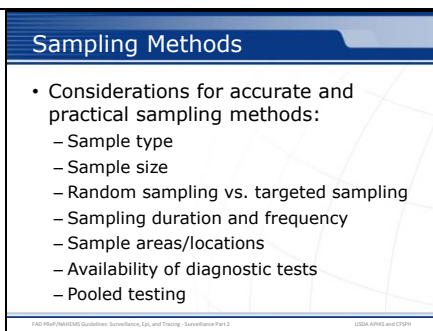 Sampling Methods
• Considerations for accurate and
practical sampling methods:
– Sample type
– Sample size
– Random sampling vs. targeted sampling
– Sampling duration and frequency
– Sample areas/locations
– Availability of diagnostic tests
– Pooled testing
FAD PReP/NAHEMS Guidelines: Surveillance, Epi, and Tracing - Surveillance Part 2
USDA APHIS and CFSPH